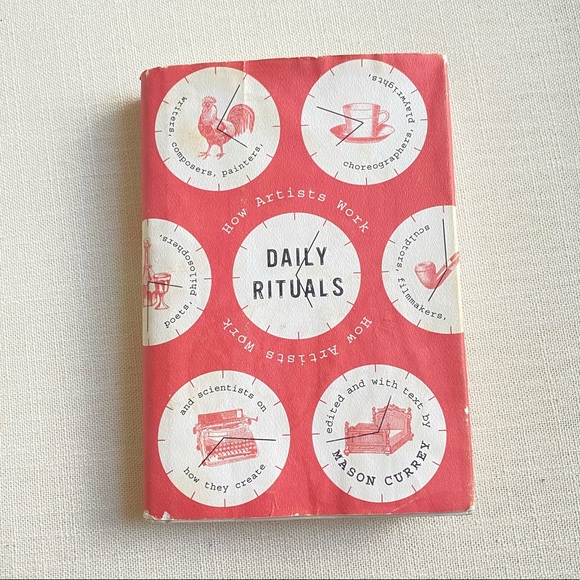 writers, composers, painters,
choreographers, playwrights,
How Artists Work
DAILY
RITUALS
How Artists Work
poets, philosophers,
sculptors, filmmakers,
and scientists on
how they create
edited and with text by
MASON CURREY